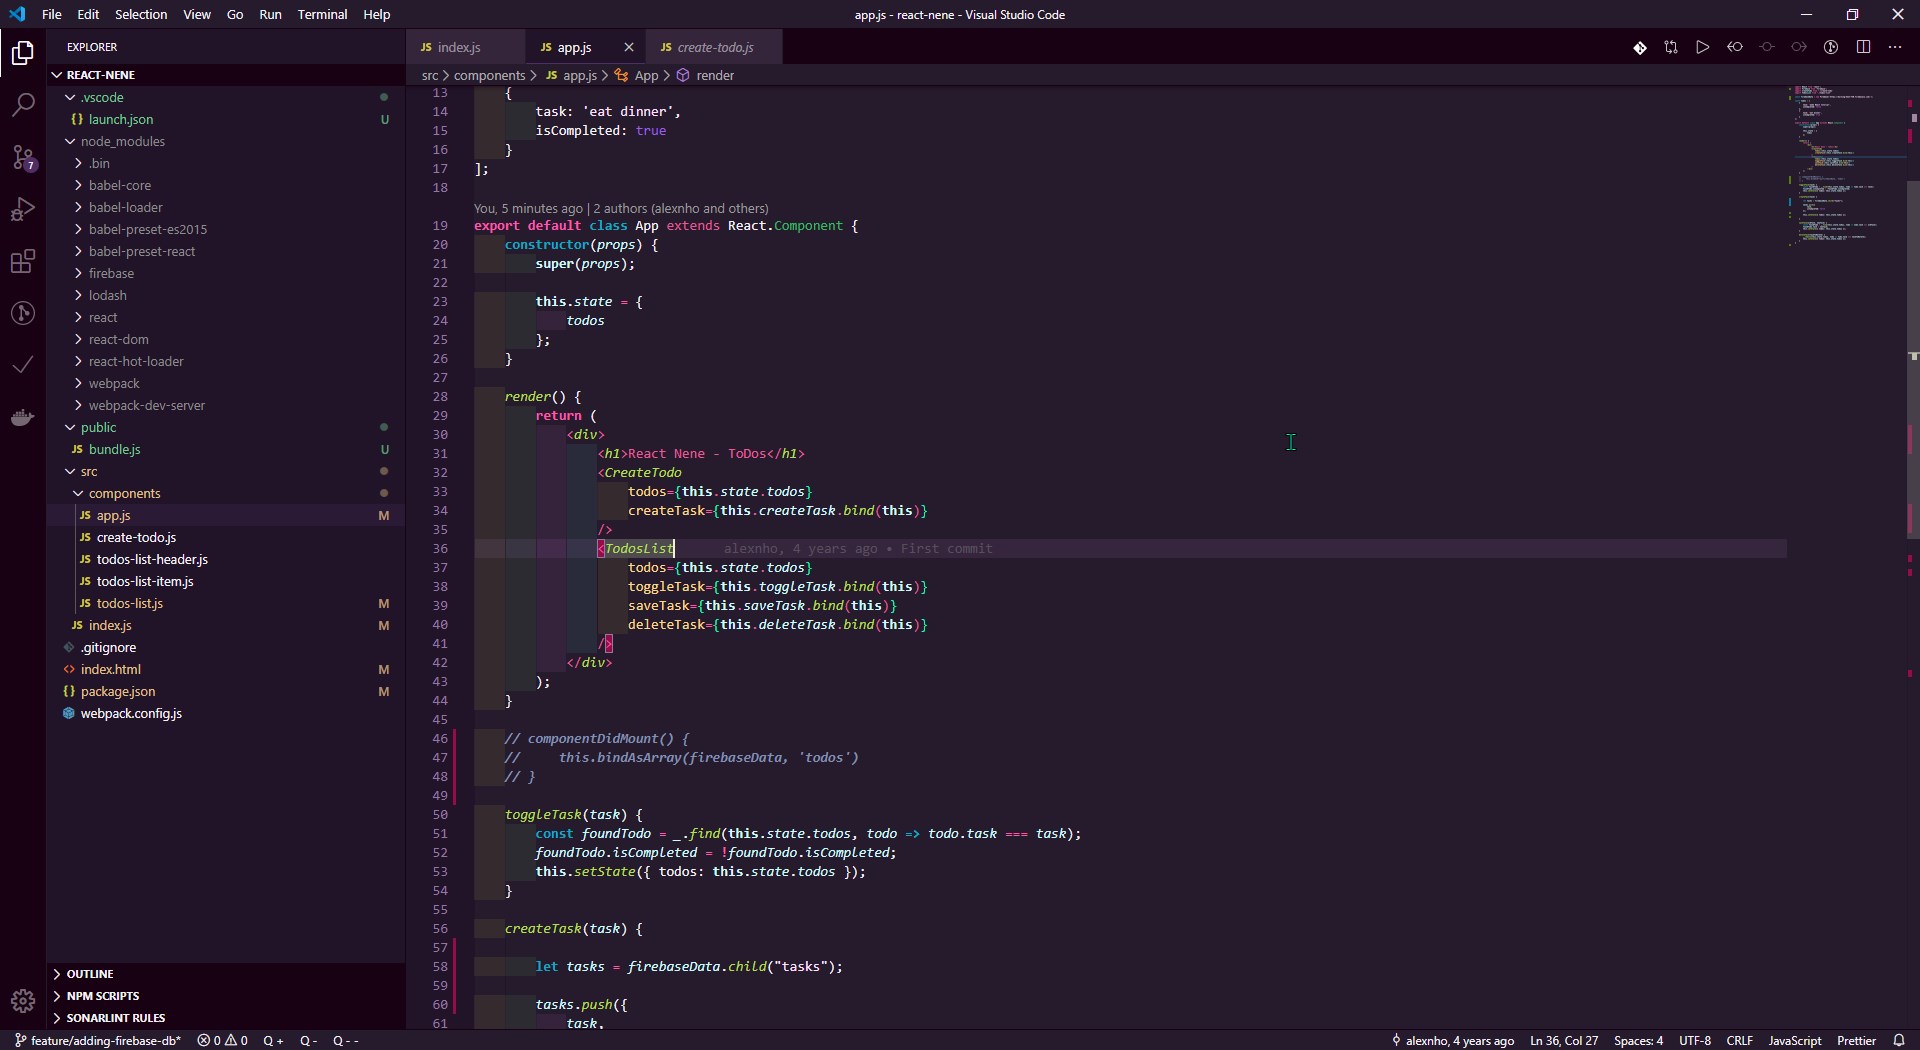 File Edit Selection View Go Run Terminal Help
app.js - react-nene - Visual Studio Code
EXPLORER
REACT-NENE
.vscode
{} launch.json U
node_modules
.bin
babel-core
babel-loader
babel-preset-es2015
babel-preset-react
firebase
lodash
react
react-dom
react-hot-loader
webpack
webpack-dev-server
public
JS bundle.js U
src
components
JS app.js M
JS create-todo.js
JS todos-list-header.js
JS todos-list-item.js
JS todos-list.js M
JS index.js M
.gitignore
<> index.html M
{} package.json M
webpack.config.js
OUTLINE
NPM SCRIPTS
SONARLINT RULES
7
JS index.js JS app.js JS create-todo.js
src > components > JS app.js > App > render
13 {
14 task: 'eat dinner',
15 isCompleted: true
16 }
17 ];
18
You, 5 minutes ago | 2 authors (alexnho and others)
19 export default class App extends React.Component {
20 constructor(props) {
21 super(props);
22
23 this.state = {
24 todos
25 };
26 }
27
28 render() {
29 return (
30 <div>
31 <h1>React Nene - ToDos</h1>
32 <CreateTodo
33 todos={this.state.todos}
34 createTask={this.createTask.bind(this)}
35 />
36 <TodosList alexnho, 4 years ago • First commit
37 todos={this.state.todos}
38 toggleTask={this.toggleTask.bind(this)}
39 saveTask={this.saveTask.bind(this)}
40 deleteTask={this.deleteTask.bind(this)}
41 />
42 </div>
43 );
44 }
45
46 // componentDidMount() {
47 // this.bindAsArray(firebaseData, 'todos')
48 // }
49
50 toggleTask(task) {
51 const foundTodo = _.find(this.state.todos, todo => todo.task === task);
52 foundTodo.isCompleted = !foundTodo.isCompleted;
53 this.setState({ todos: this.state.todos });
54 }
55
56 createTask(task) {
57
58 let tasks = firebaseData.child("tasks");
59
60 tasks.push({
61 task,
feature/adding-firebase-db* 0 0 Q + Q - Q - - alexnho, 4 years ago Ln 36, Col 27 Spaces: 4 UTF-8 CRLF JavaScript Prettier